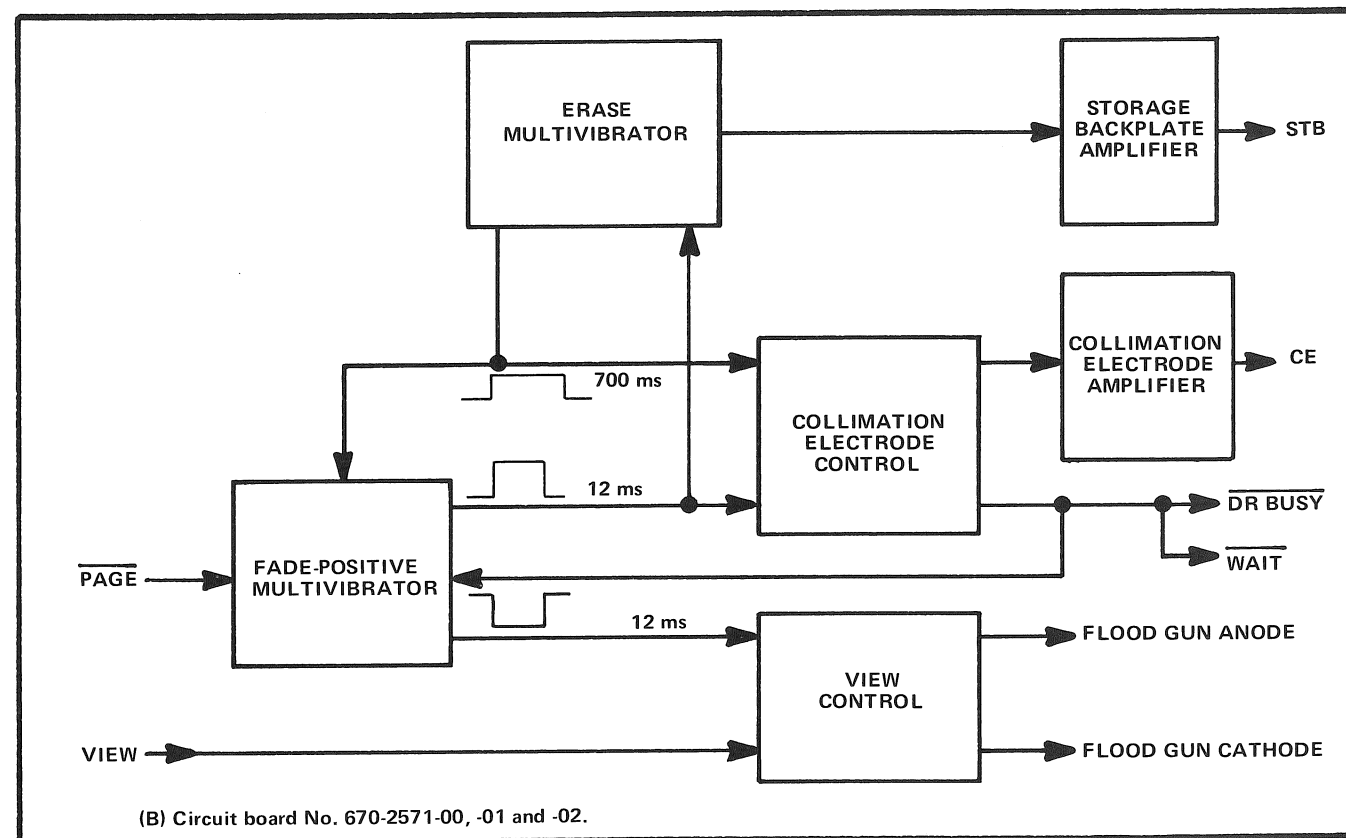 ERASE
MULTIVIBRATOR
STORAGE
BACKPLATE
AMPLIFIER
STB
700 ms
COLLIMATION
ELECTRODE
CONTROL
COLLIMATION
ELECTRODE
AMPLIFIER
CE
12 ms
DR BUSY
WAIT
PAGE
FADE-POSITIVE
MULTIVIBRATOR
12 ms
VIEW
CONTROL
FLOOD GUN ANODE
VIEW
FLOOD GUN CATHODE
(B) Circuit board No. 670-2571-00, -01 and -02.